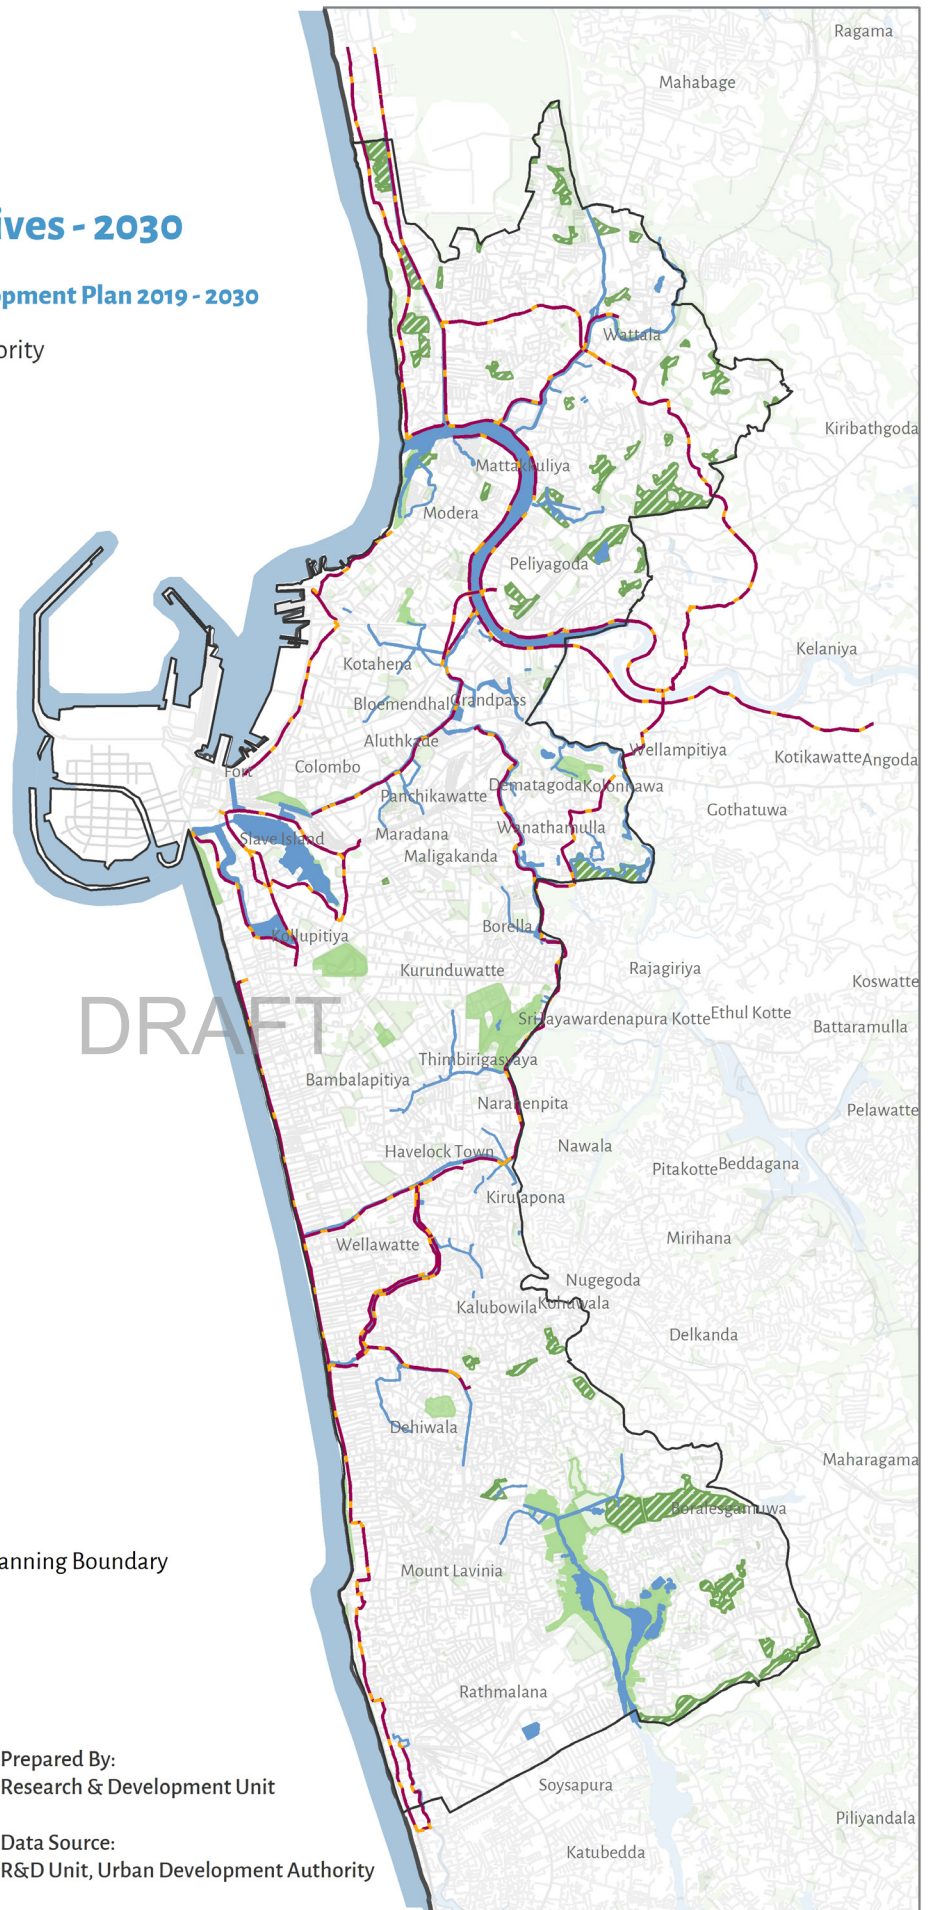 Ragama
Mahabage
ives - 2030
opment Plan 2019 - 2030
ority
Wattala
Kiribathgoda
Mattakkuliya
Modera
Peliyagoda
Kelaniya
Kotahena
Bloemendhal
Grandpass
Aluthkade
Wellampitiya
Kotikawatte
Angoda
Fort
Colombo
Dematagoda
Kolonnawa
Panchikawatte
Gothatuwa
Wanathamulla
Slave Island
Maradana
Maligakanda
Borella
Kollupitiya
Kurunduwatte
Rajagiriya
Koswatte
DRAFT
Sri Jayawardenapura Kotte
Ethul Kotte
Battaramulla
Thimbirigasyaya
Bambalapitiya
Narahenpita
Pelawatte
Havelock Town
Nawala
Pitakotte
Beddagana
Kirulapona
Wellawatte
Mirihana
Nugegoda
Kalubowila
Kohuwala
Delkanda
Dehiwala
Maharagama
Boralesgamuwa
anning Boundary
Mount Lavinia
Rathmalana
Prepared By:
Research & Development Unit
Soysapura
Piliyandala
Data Source:
R&D Unit, Urban Development Authority
Katubedda